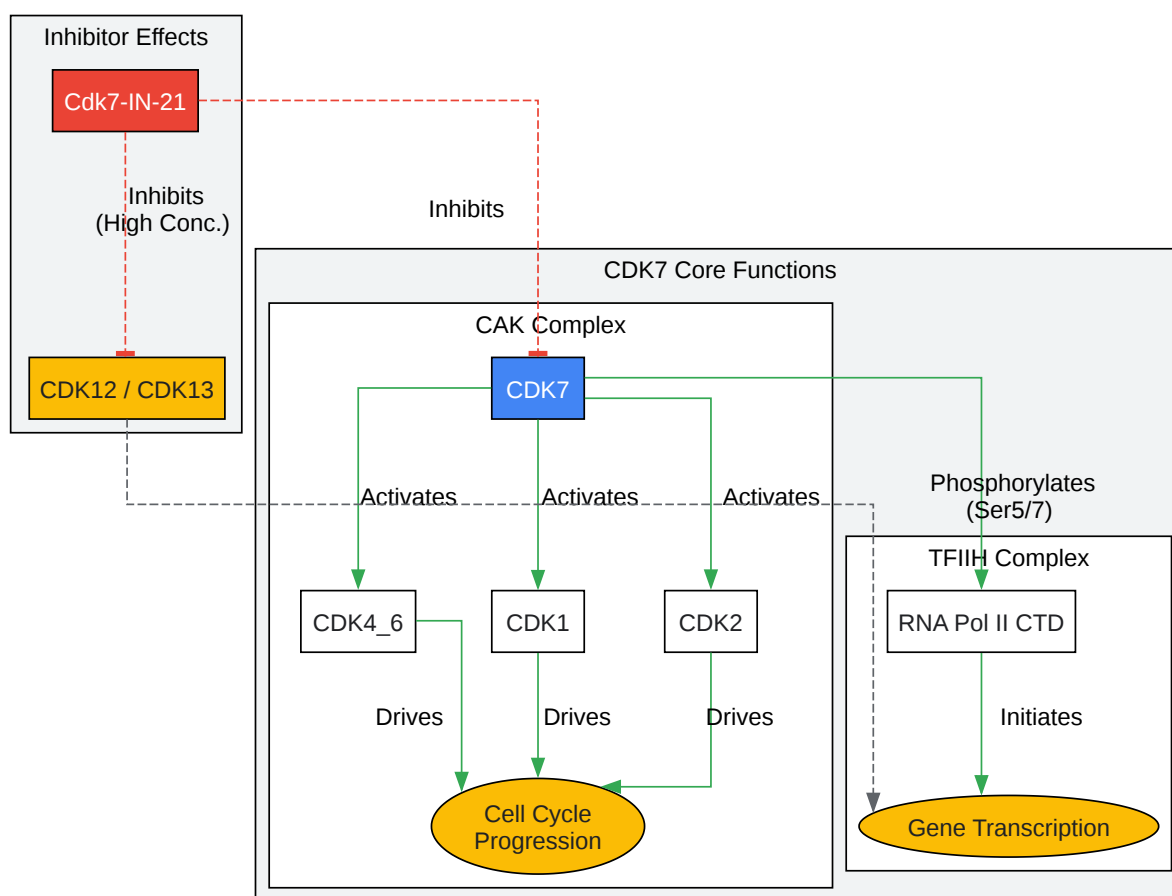 Inhibitor Effects
Cdk7-IN-21
Inhibits
(High Conc.)
Inhibits
CDK12 / CDK13
CDK7 Core Functions
CAK Complex
CDK7
Activates
Activates
Activates
Phosphorylates
(Ser5/7)
TFIIH Complex
CDK4_6
CDK1
CDK2
RNA Pol II CTD
Drives
Drives
Drives
Initiates
Cell Cycle
Progression
Gene Transcription